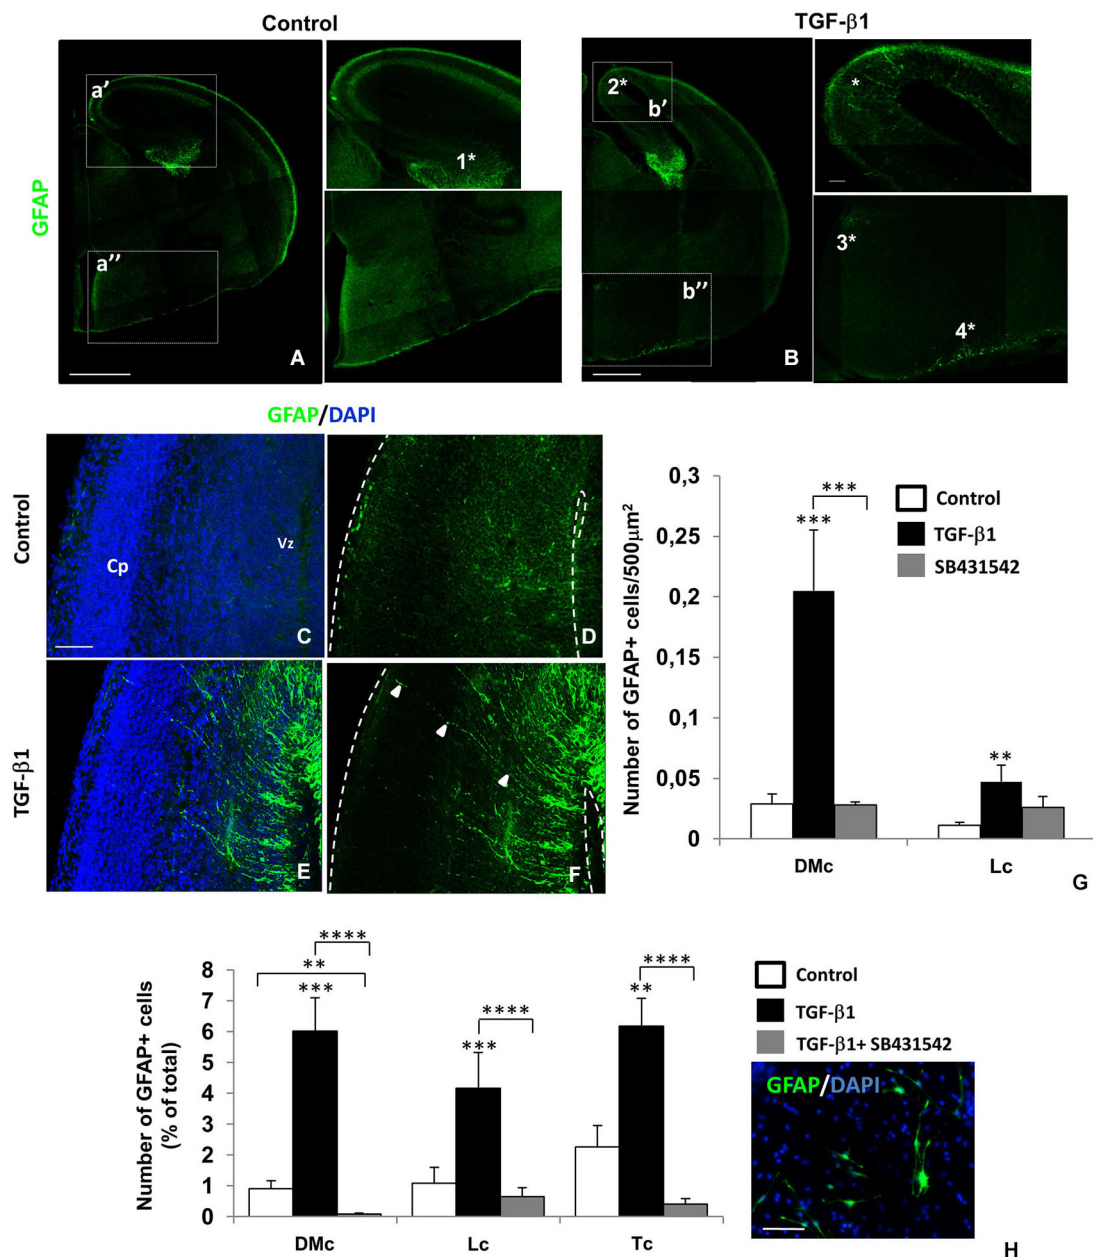 Control
TGF-β1
GFAP
a'
1*
a''
A
2*
b'
*
b''
3*
4*
B
GFAP/DAPI
Control
Cp
Vz
C
D
TGF-β1
E
F
Number of GFAP+ cells/500µm²
0,3
0,25
0,2
0,15
0,1
0,05
0
***
***
**
Control
TGF-β1
SB431542
DMc
Lc
G
Number of GFAP+ cells
(% of total)
8
7
6
5
4
3
2
1
0
****
**
***
****
***
****
**
DMc
Lc
Tc
Control
TGF-β1
TGF-β1+ SB431542
GFAP/DAPI
H